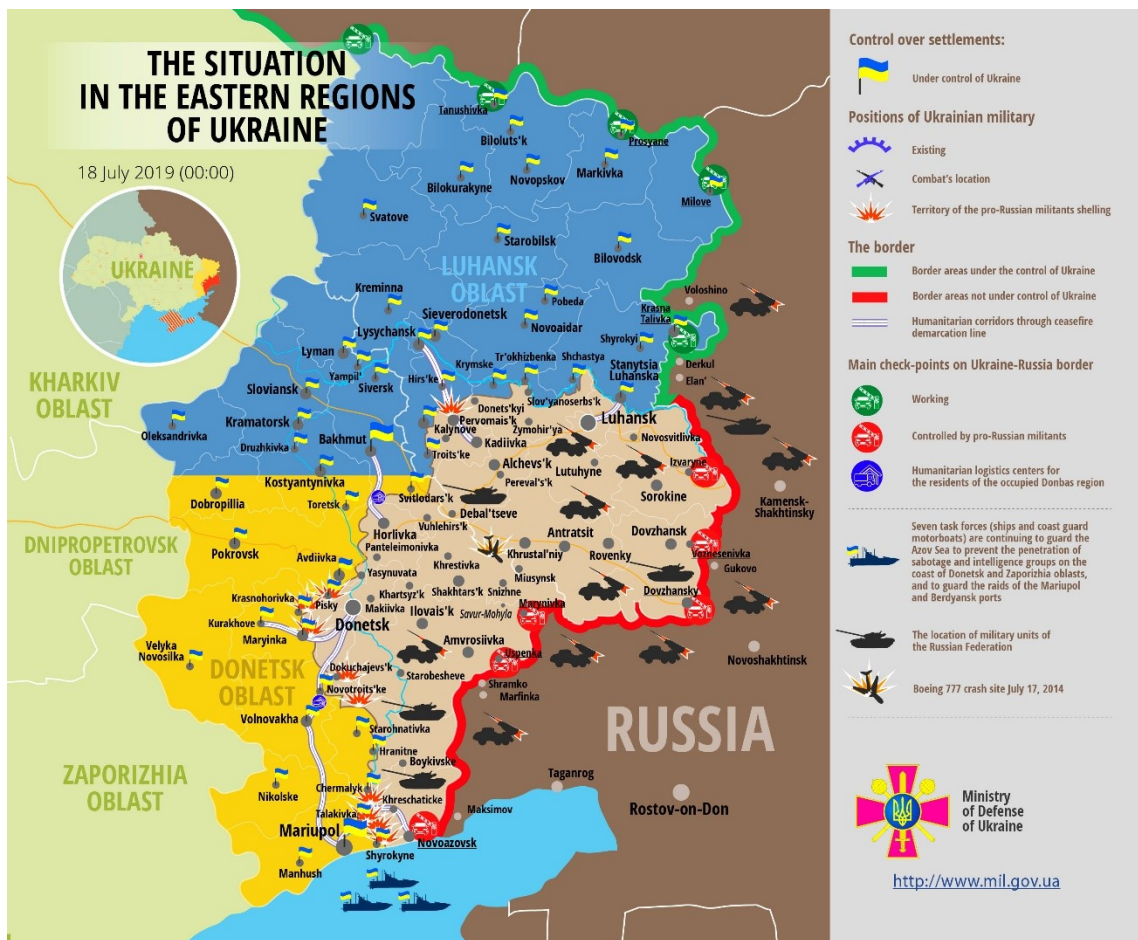 THE SITUATION
IN THE EASTERN REGIONS
OF UKRAINE
18 July 2019 (00:00)
UKRAINE
KHARKIV
OBLAST
DNIPROPETROVSK
OBLAST
ZAPORIZHIA
OBLAST
LUHANSK
OBLAST
DONETSK
OBLAST
RUSSIA
Tanushivka
Biloluts'k
Prosyane
Bilokurakyne
Novopskov
Markivka
Milove
Svatove
Starobilsk
Bilovodsk
Kreminna
Pobeda
Voloshino
Sieverodonetsk
Novoaidar
Krasna
Talivka
Lysychansk
Shyrokyi
Lyman
Krymske
Tr'okhizbenka
Shchastya
Stanytsia
Luhanska
Derkul
Yampil'
Siversk
Hirs'ke
Slov'yanoserbs'k
Elan'
Sloviansk
Donets'kyi
Kramatorsk
Pervomais'k
Zymohir'ya
Luhansk
Oleksandrivka
Kalynove
Druzhkivka
Bakhmut
Kadiivka
Novosvitlivka
Troits'ke
Alchevs'k
Lutuhyne
Izvaryne
Kostyantynivka
Pereval's'k
Sorokine
Kamensk-
Shakhtinsky
Dobropillia
Svitlodars'k
Toretsk
Debal'tseve
Vuhlehirs'k
Horlivka
Antratsit
Dovzhansk
Pokrovsk
Panteleimonivka
Khrustal'niy
Rovenky
Voznesenivka
Avdiivka
Khrestivka
Gukovo
Yasynuvata
Miusynsk
Krasnohorivka
Khartsyz'k
Shakhtars'k
Snizhne
Dovzhansky
Pisky
Makiivka
Marynivka
Kurakhove
Ilovais'k
Savur-Mohyla
Donetsk
Maryinka
Amvrosiivka
Velyka
Novosilka
Uspenka
Novoshakhtinsk
Dokuchajevs'k
Starobesheve
Shramko
Novotroits'ke
Marfinka
Volnovakha
Starohnativka
Hranitne
Boykivske
Taganrog
Nikolske
Chermalyk
Khreschaticke
Rostov-on-Don
Talakivka
Maksimov
Mariupol
Novoazovsk
Shyrokyne
Manhush
Control over settlements:
Under control of Ukraine
Positions of Ukrainian military
Existing
Combat's location
Territory of the pro-Russian militants shelling
The border
Border areas under the control of Ukraine
Border areas not under control of Ukraine
Humanitarian corridors through ceasefire
demarcation line
Main check-points on Ukraine-Russia border
Working
Controlled by pro-Russian militants
Humanitarian logistics centers for
the residents of the occupied Donbas region
Seven task forces (ships and coast guard
motorboats) are continuing to guard the
Azov Sea to prevent the penetration of
sabotage and intelligence groups on the
coast of Donetsk and Zaporizhia oblasts,
and to guard the raids of the Mariupol
and Berdyansk ports
The location of military units of
the Russian Federation
Boeing 777 crash site July 17, 2014
Ministry
of Defense
of Ukraine
http://www.mil.gov.ua